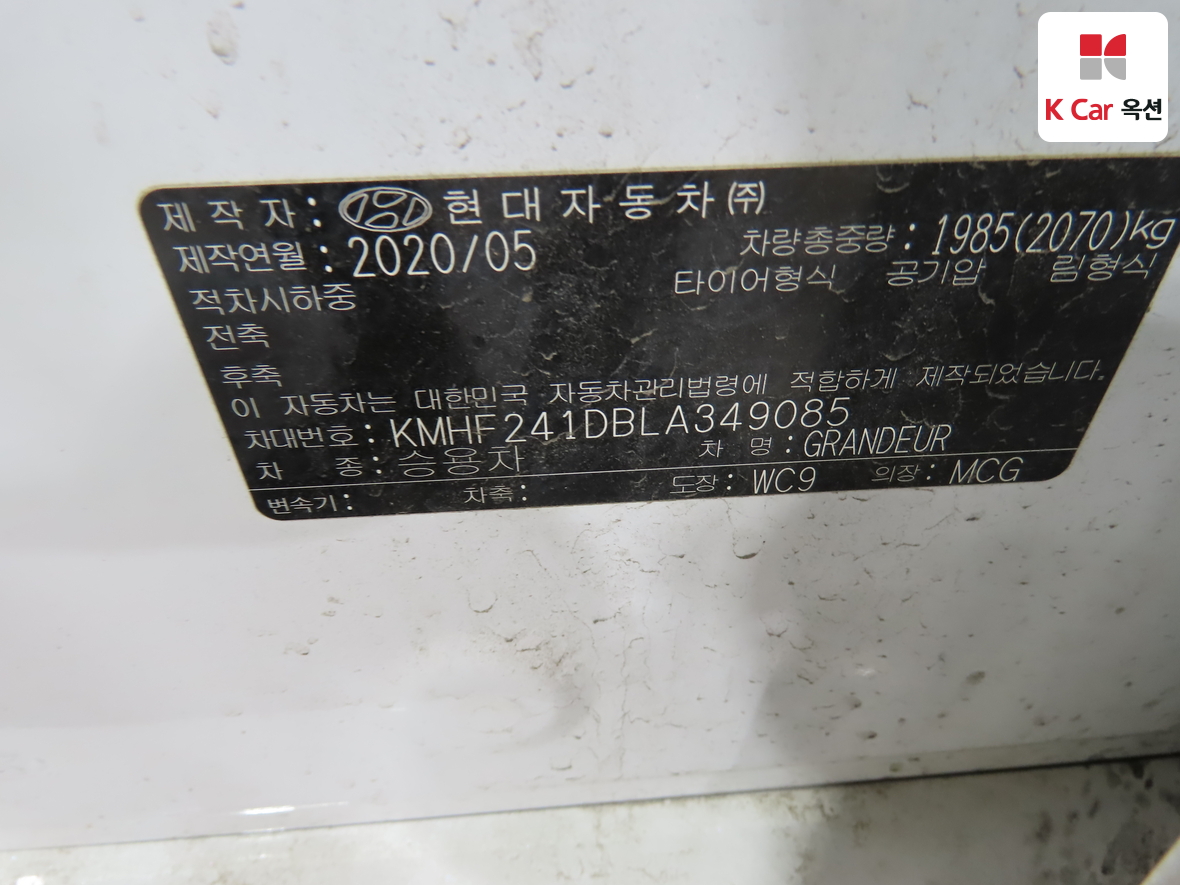 K Car 옥션
제 작 자 : 현 대 자 동 차 ㈜
제작연월 : 2020/05 차량총중량 : 1985(2070)kg
적차시하중 타이어형식 공기압 림형식
전축
후축
이 자동차는 대한민국 자동차관리법령에 적합하게 제작되었습니다.
차대번호 : KMHF241DBLA349085
차 종 : 승용차 차 명 : GRANDEUR
변속기 : 차축 : 도장 : WC9 의장 : MCG